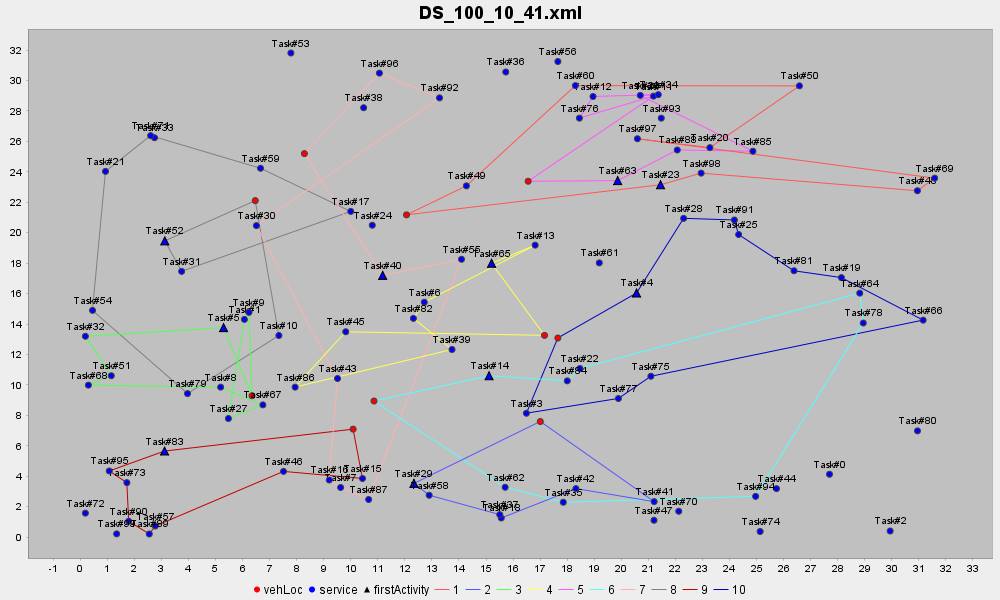 DS_100_10_41.xml
32
30
28
26
24
22
20
18
16
14
12
10
8
6
4
2
0
Task#53
Task#56
Task#96
Task#36
Task#60
Task#50
Task#12
Task#92
Task#38
Task#76
Task#93
Task#33
Task#97
Task#88
Task#20
Task#85
Task#21
Task#59
Task#98
Task#69
Task#63
Task#23
Task#49
Task#17
Task#28
Task#91
Task#30
Task#24
Task#25
Task#52
Task#13
Task#55
Task#65
Task#61
Task#31
Task#40
Task#81
Task#19
Task#4
Task#64
Task#6
Task#54
Task#82
Task#9
Task#5
Task#78
Task#66
Task#32
Task#10
Task#45
Task#39
Task#22
Task#84
Task#51
Task#14
Task#75
Task#43
Task#68
Task#8
Task#86
Task#79
Task#77
Task#67
Task#27
Task#3
Task#80
Task#83
Task#95
Task#46
Task#0
Task#73
Task#15
Task#29
Task#62
Task#42
Task#44
Task#94
Task#87
Task#58
Task#35
Task#41
Task#72
Task#70
Task#90
Task#47
Task#57
Task#74
Task#2
-1 0 1 2 3 4 5 6 7 8 9 10 11 12 13 14 15 16 17 18 19 20 21 22 23 24 25 26 27 28 29 30 31 32 33
vehLoc service firstActivity 1 2 3 4 5 6 7 8 9 10